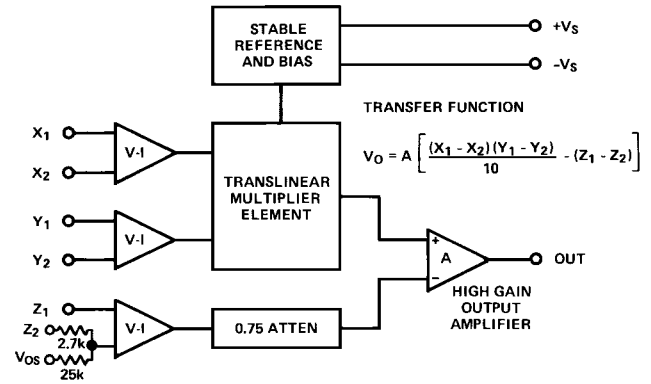 STABLE
REFERENCE
AND BIAS
+VS
−VS
TRANSFER FUNCTION
VO = A [ (X1 − X2) (Y1 − Y2) / 10 − (Z1 − Z2) ]
X1
X2
V-I
TRANSLINEAR
MULTIPLIER
ELEMENT
Y1
Y2
V-I
+
A
−
OUT
HIGH GAIN
OUTPUT
AMPLIFIER
Z1
Z2
2.7k
VOS
25k
V-I
0.75 ATTEN